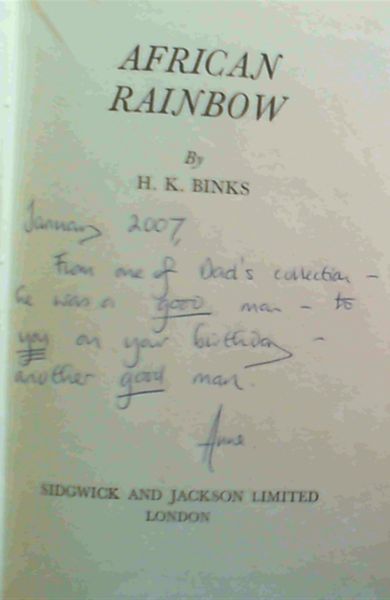 AFRICAN
RAINBOW
By
H. K. BINKS
January 2007,
From one of Dad's collection –
he was a good man – to
you on your birthday –
another good man.
Anne
SIDGWICK AND JACKSON LIMITED
LONDON